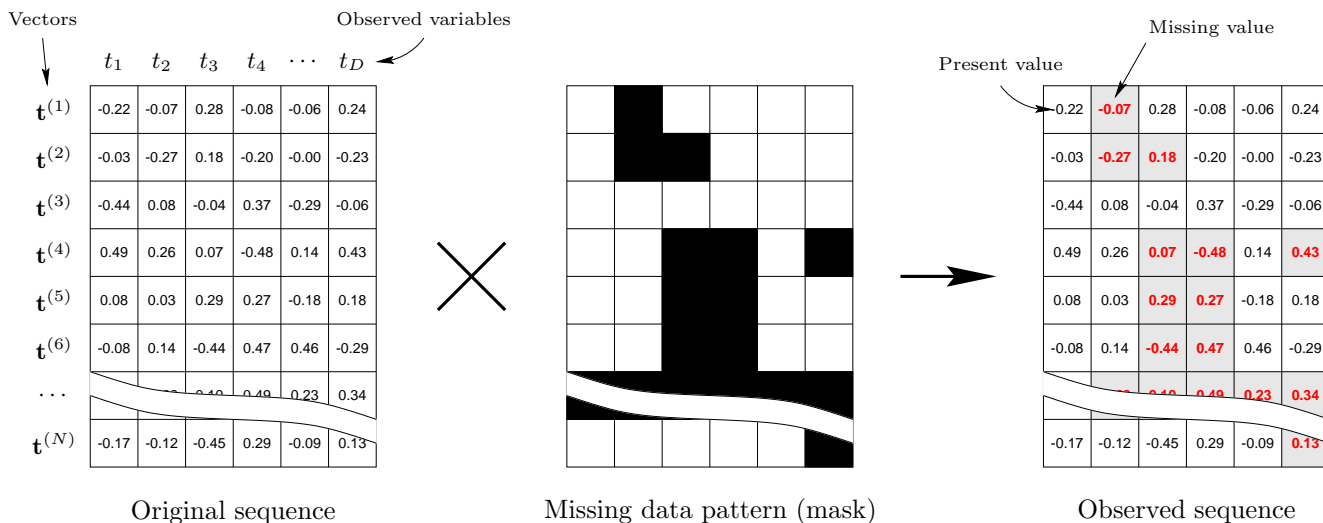 Vectors Observed variables Missing value
Present value
t1 t2 t3 t4 ⋯ tD
t(1) -0.22 -0.07 0.28 -0.08 -0.06 0.24 -0.22 -0.07 0.28 -0.08 -0.06 0.24
t(2) -0.03 -0.27 0.18 -0.20 -0.00 -0.23 -0.03 -0.27 0.18 -0.20 -0.00 -0.23
t(3) -0.44 0.08 -0.04 0.37 -0.29 -0.06 -0.44 0.08 -0.04 0.37 -0.29 -0.06
t(4) 0.49 0.26 0.07 -0.48 0.14 0.43 0.49 0.26 0.07 -0.48 0.14 0.43
t(5) 0.08 0.03 0.29 0.27 -0.18 0.18 0.08 0.03 0.29 0.27 -0.18 0.18
t(6) -0.08 0.14 -0.44 0.47 0.46 -0.29 -0.08 0.14 -0.44 0.47 0.46 -0.29
⋯ 0.49 0.23 0.34 0.49 0.23 0.34
t(N) -0.17 -0.12 -0.45 0.29 -0.09 0.13 -0.17 -0.12 -0.45 0.29 -0.09 0.13
Original sequence Missing data pattern (mask) Observed sequence